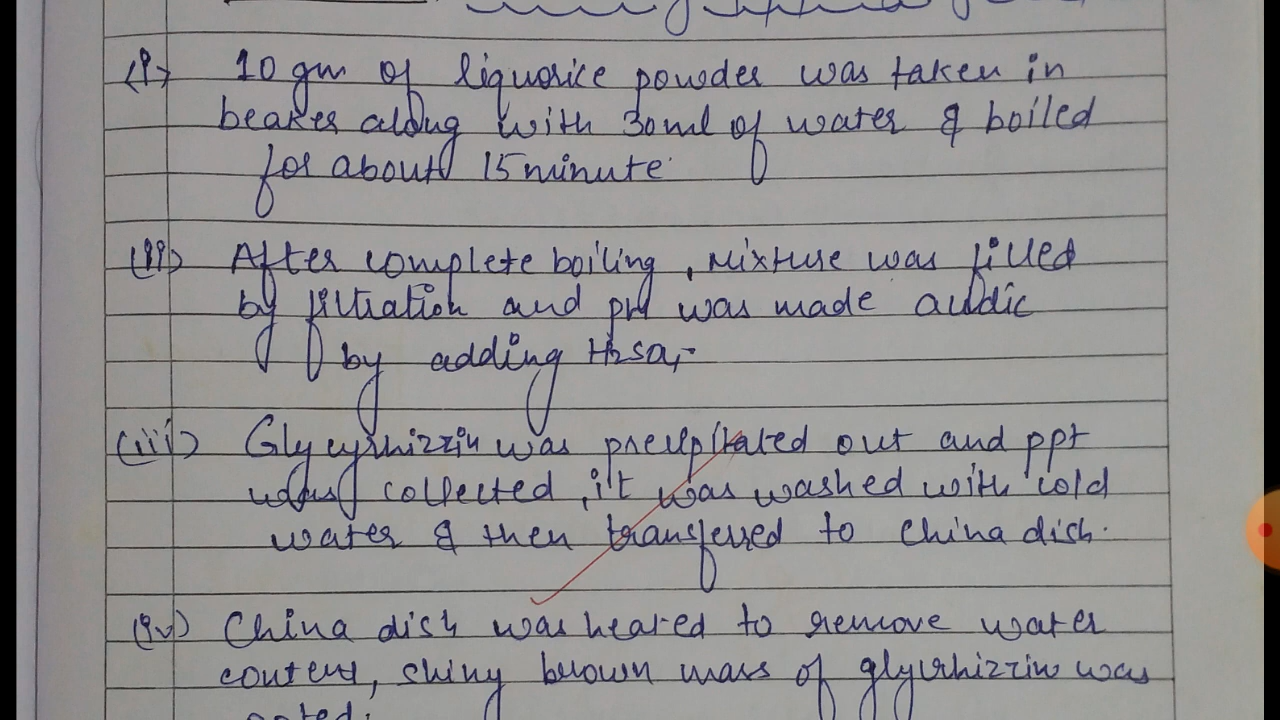 (i) 10 gm of liquorice powder was taken in
beaker along with 30ml of water & boiled
for about 15 minute.
(ii) After complete boiling, mixture was filled
by filtration and pH was made acidic
by adding H2SO4.
(iii) Glycyrhizzin was precipitated out and ppt
was collected, it was washed with cold
water & then transferred to China dish.
(iv) China dish was heated to remove water
content, shiny brown mass of glycrhizzin was
noted.